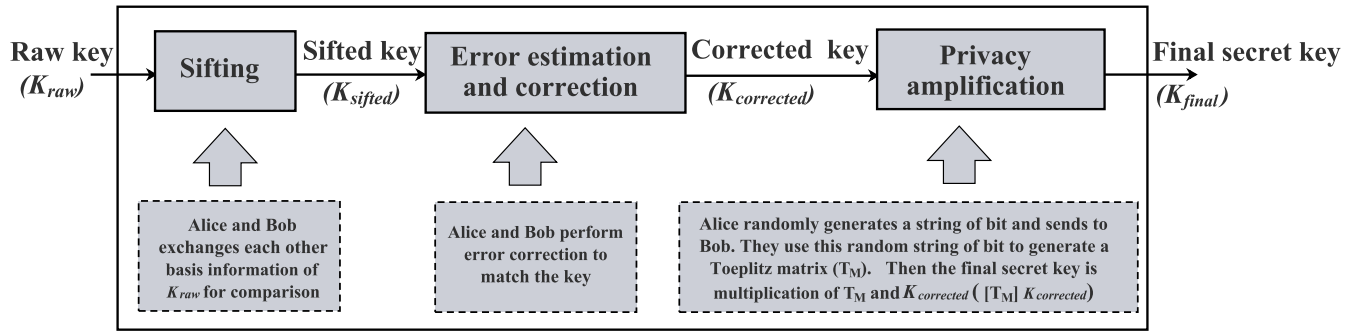 Raw key
(Kraw)
Sifting
Sifted key
(Ksifted)
Error estimation
and correction
Corrected key
(Kcorrected)
Privacy
amplification
Final secret key
(Kfinal)
Alice and Bob
exchanges each other
basis information of
Kraw for comparison
Alice and Bob perform
error correction to
match the key
Alice randomly generates a string of bit and sends to
Bob. They use this random string of bit to generate a
Toeplitz matrix (TM). Then the final secret key is
multiplication of TM and Kcorrected ( [TM] Kcorrected)